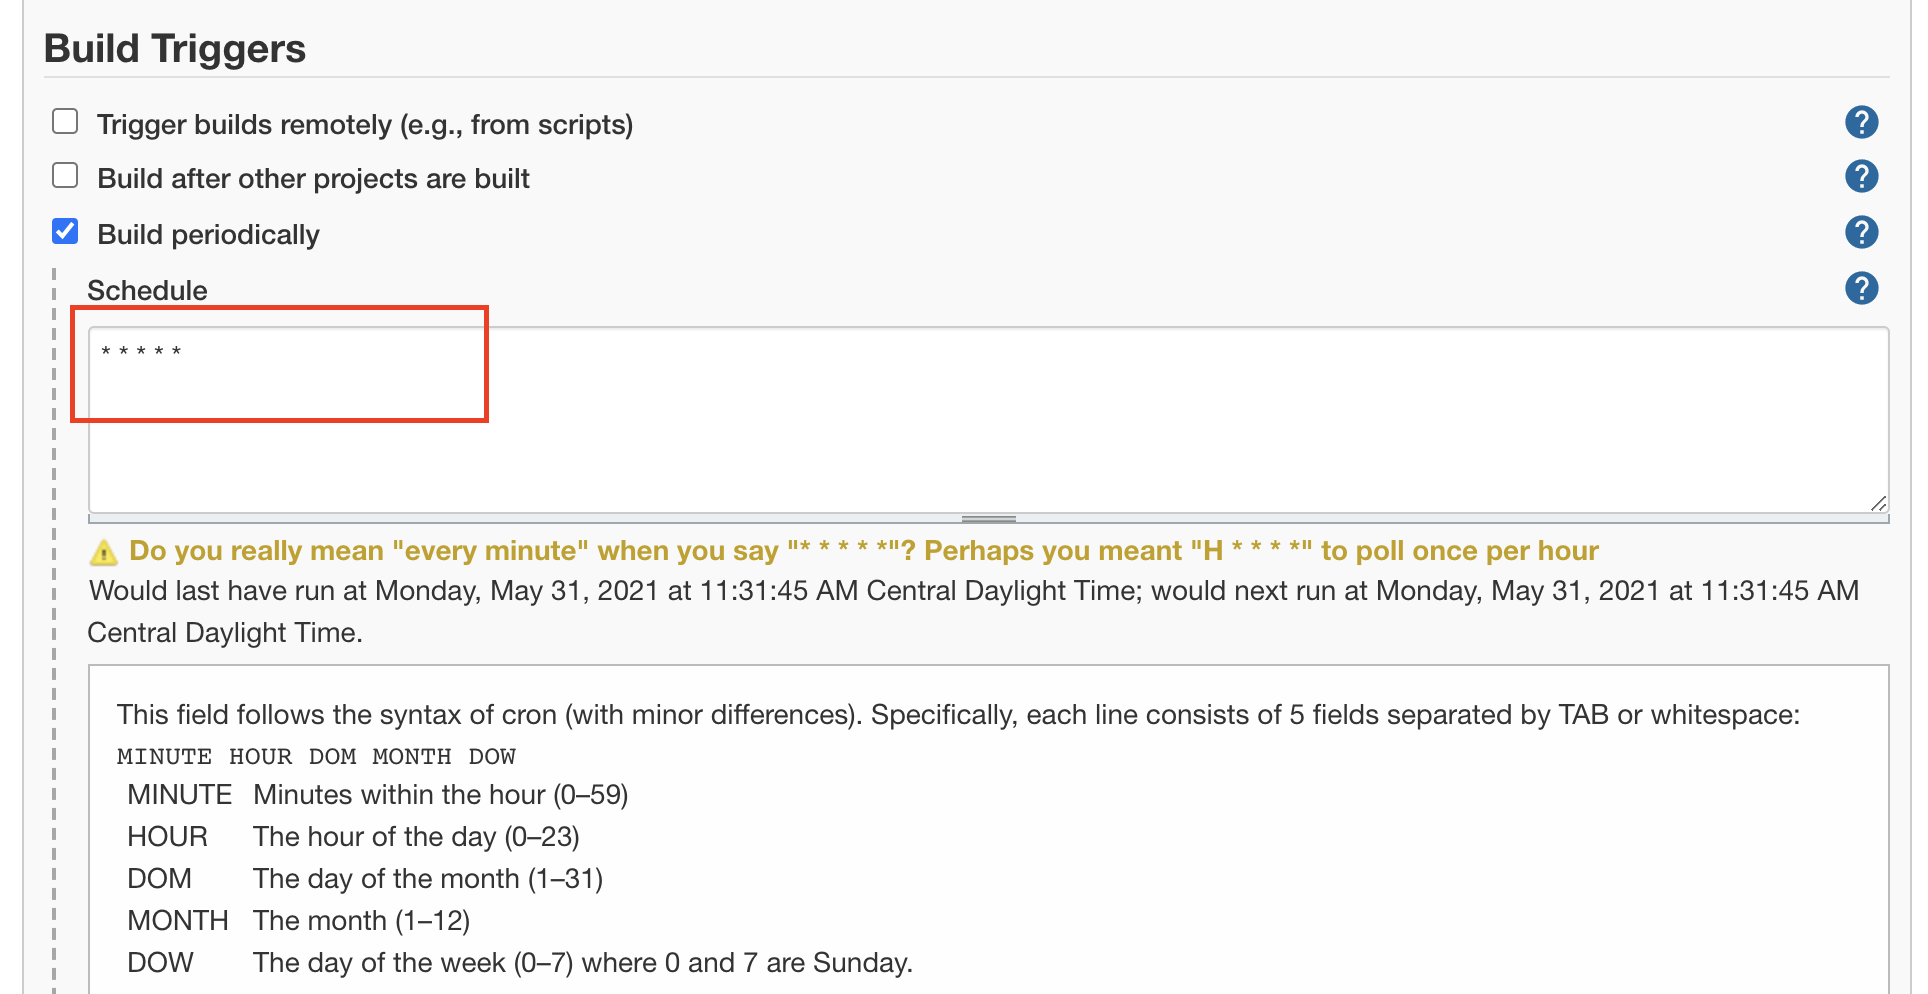 Build Triggers
Trigger builds remotely (e.g., from scripts) ?
Build after other projects are built ?
Build periodically ?
Schedule ?
* * * * *
Do you really mean "every minute" when you say "* * * * *"? Perhaps you meant "H * * * *" to poll once per hour
Would last have run at Monday, May 31, 2021 at 11:31:45 AM Central Daylight Time; would next run at Monday, May 31, 2021 at 11:31:45 AM
Central Daylight Time.
This field follows the syntax of cron (with minor differences). Specifically, each line consists of 5 fields separated by TAB or whitespace:
MINUTE HOUR DOM MONTH DOW
MINUTE Minutes within the hour (0–59)
HOUR The hour of the day (0–23)
DOM The day of the month (1–31)
MONTH The month (1–12)
DOW The day of the week (0–7) where 0 and 7 are Sunday.